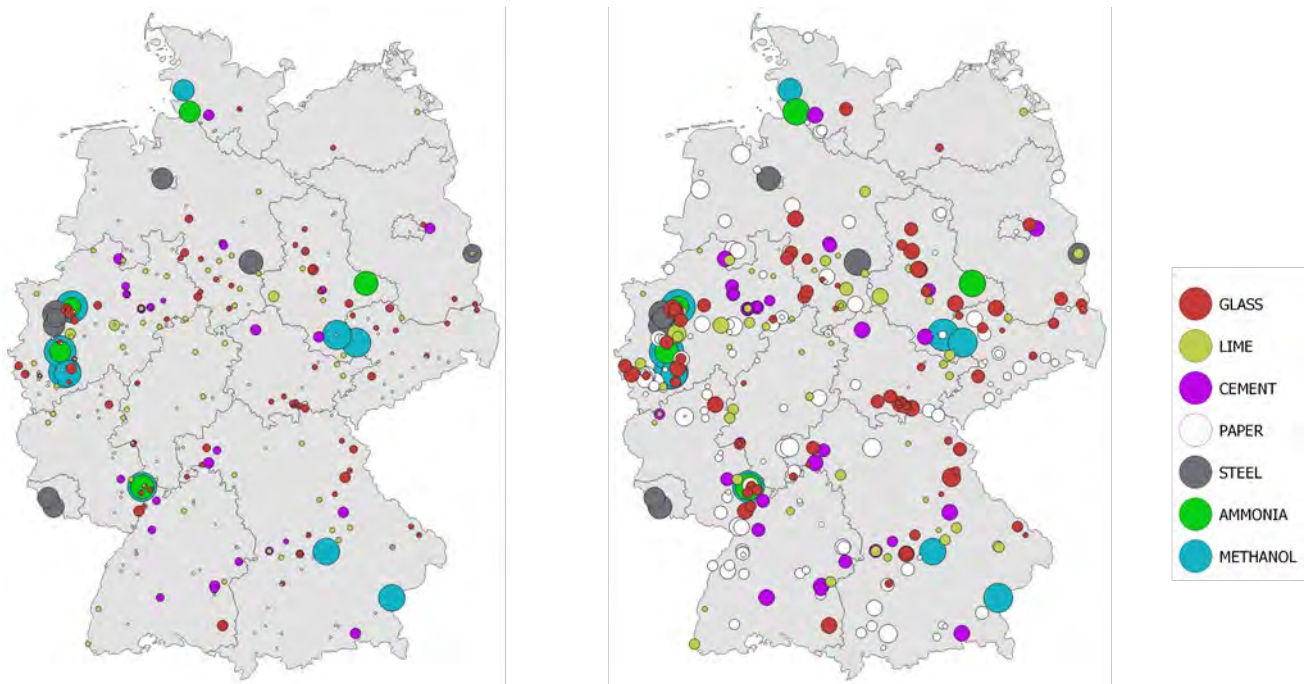 GLASS
LIME
CEMENT
PAPER
STEEL
AMMONIA
METHANOL